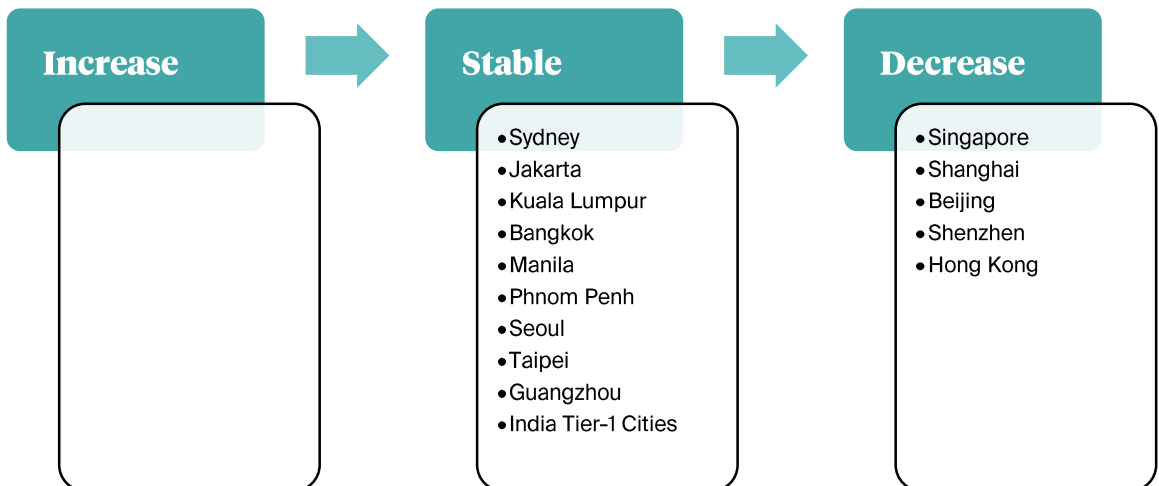 Increase
Stable
•Sydney
•Jakarta
•Kuala Lumpur
•Bangkok
•Manila
•Phnom Penh
•Seoul
•Taipei
•Guangzhou
•India Tier-1 Cities
Decrease
•Singapore
•Shanghai
•Beijing
•Shenzhen
•Hong Kong